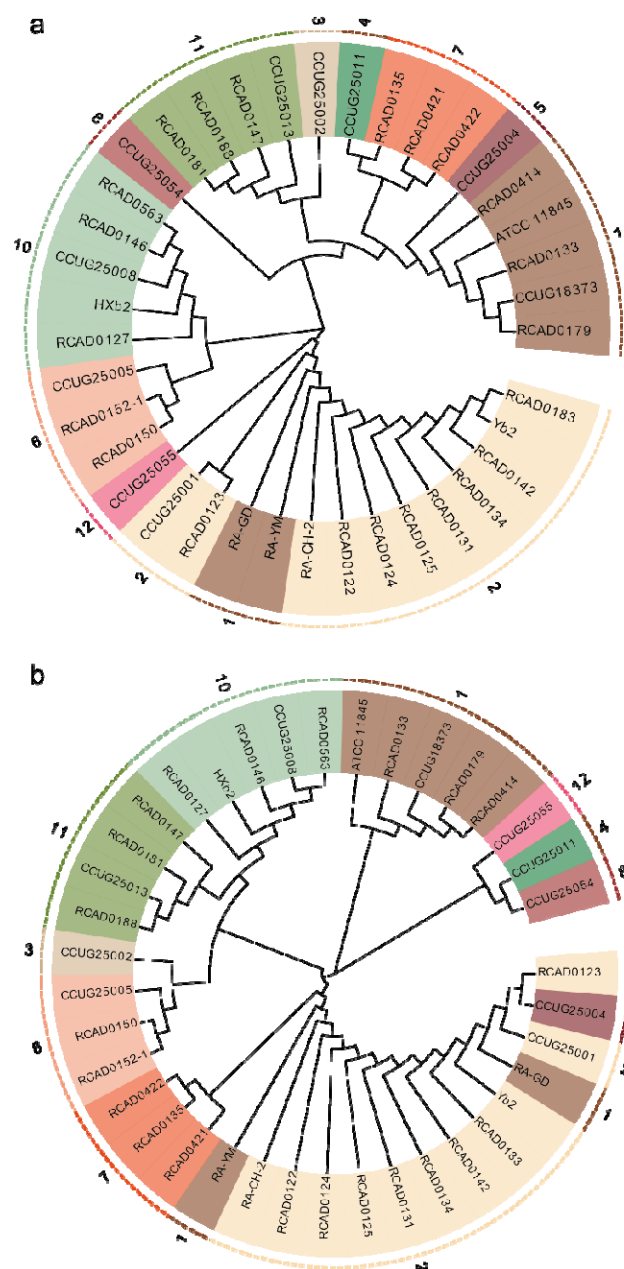 a
11
3
4
7
5
1
2
1
2
12
6
10
8
CCUG25054
RCAD0181
RCAD0188
RCAD0147
CCUG25013
CCUG25002
CCUG25011
RCAD0135
RCAD0421
RCAD0422
CCUG25004
RCAD0414
ATCC 11845
RCAD0133
CCUG18373
RCAD0179
RCAD0183
Yb2
RCAD0142
RCAD0134
RCAD0131
RCAD0125
RCAD0124
RCAD0122
RA-CH-2
RA-YM
RA-GD
RCAD0123
CCUG25001
CCUG25055
RCAD0150
RCAD0152-1
CCUG25005
RCAD0127
CCUG25008
RCAD0146
RCAD0563
b
10
1
12
4
1
1
7
6
3
11
RCAD0147
RCAD0127
RCAD0146
CCUG25008
RCAD0563
ATCC 11845
RCAD0133
CCUG18373
RCAD0179
RCAD0414
CCUG25055
CCUG25011
CCUG25054
RCAD0123
CCUG25004
CCUG25001
RA-GD
Yb2
RCAD0142
RCAD0134
RCAD0131
RCAD0125
RCAD0124
RCAD0122
RA-CH-2
RA-YM
RCAD0421
RCAD0135
RCAD0422
RCAD0152-1
RCAD0150
CCUG25005
CCUG25002
RCAD0188
CCUG25013
RCAD0181